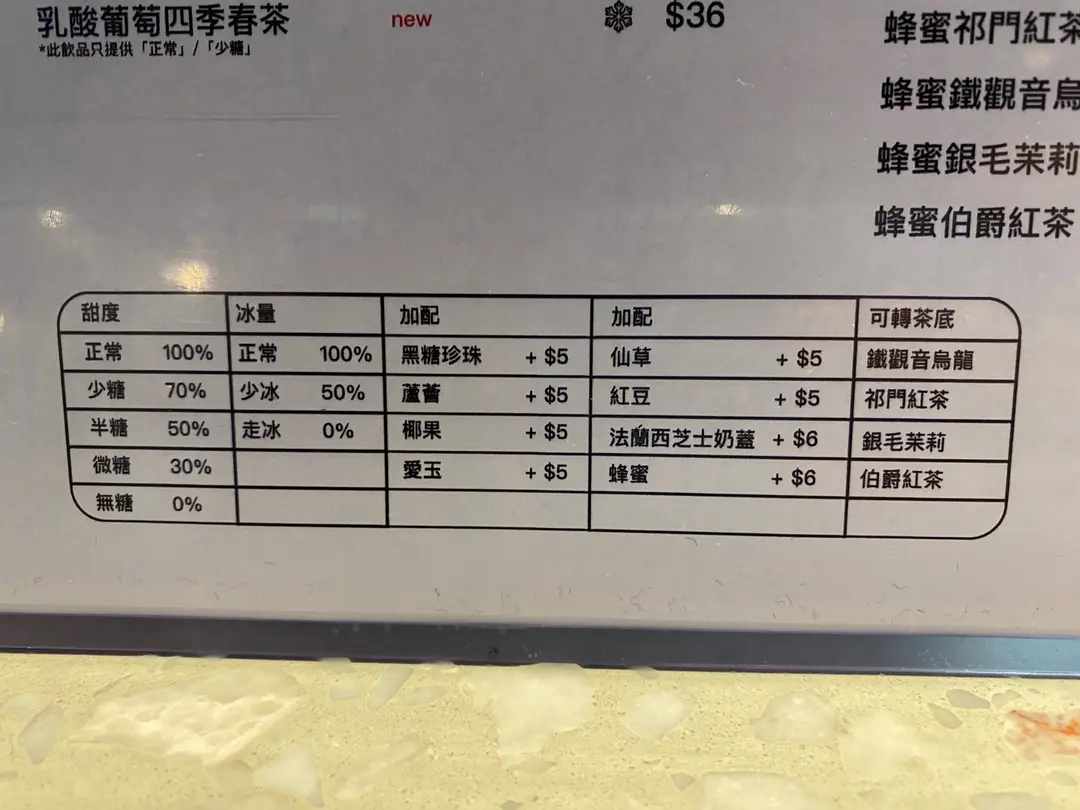 乳酸葡萄四季春茶 new $36
*此飲品只提供「正常」/「少糖」
蜂蜜祁門紅茶
蜂蜜鐵觀音烏
蜂蜜銀毛茉莉
蜂蜜伯爵紅茶
甜度 冰量 加配 加配 可轉茶底
正常 100% 正常 100% 黑糖珍珠 + $5 仙草 + $5 鐵觀音烏龍
少糖 70% 少冰 50% 蘆薈 + $5 紅豆 + $5 祁門紅茶
半糖 50% 走冰 0% 椰果 + $5 法蘭西芝士奶蓋 + $6 銀毛茉莉
微糖 30% 愛玉 + $5 蜂蜜 + $6 伯爵紅茶
無糖 0%